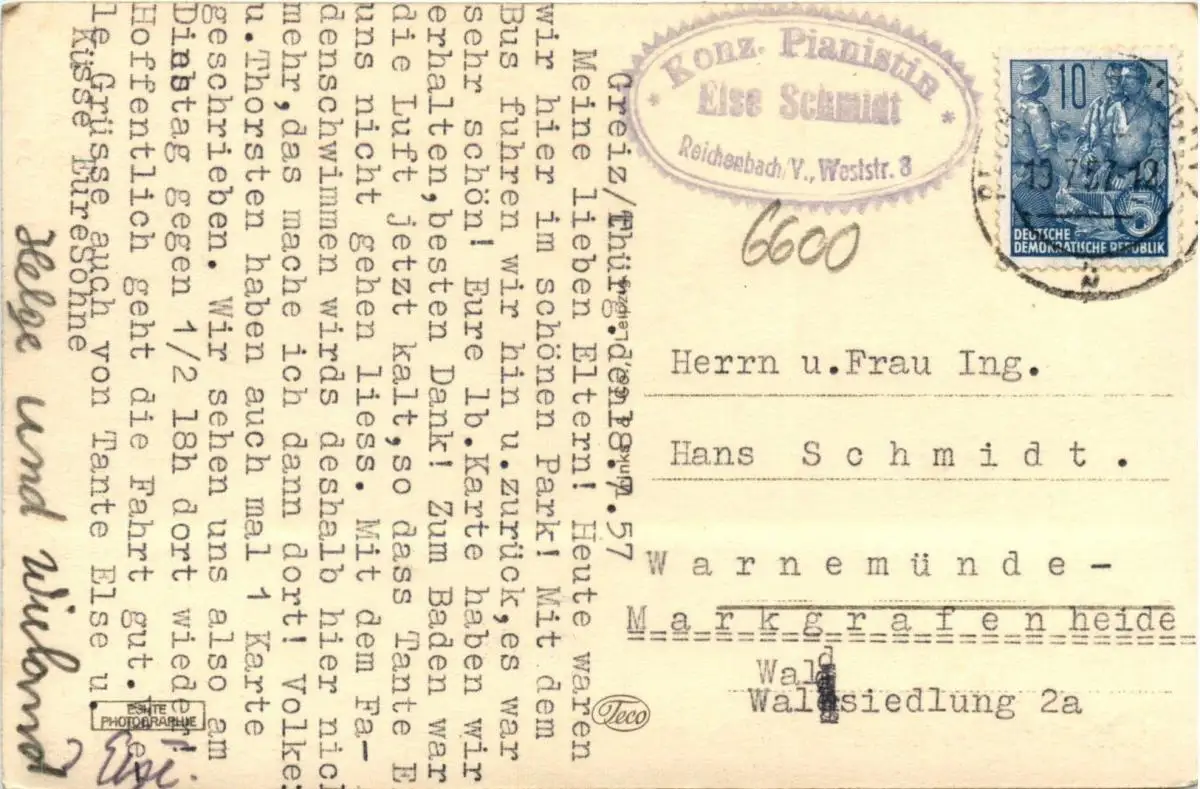 Greiz/Thürg.den18.7.57
Meine lieben Eltern! Heute waren
wir hier im schönen Park! Mit dem
Bus fuhren wir hin u.zurück,es war
sehr schön! Eure lb.Karte haben wir
erhalten,besten Dank! Zum Baden war
die Luft jetzt kalt,so dass Tante E
uns nicht gehen liess. Mit dem Fa-
denschwimmen wirds deshalb hier nich
mehr,das mache ich dann dort! Volke
u.Thorsten haben auch mal 1 Karte
geschrieben. Wir sehen uns also am
Dienstag gegen 1/2 18h dort wieder!
Hoffentlich geht die Fahrt gut.
le Grüsse auch von Tante Else u.
Küsse EureSöhne
Helge und Wieland
Else.
ECHTE
PHOTOGRAPHIE
Konz. Pianistin
Else Schmidt
Reichenbach/V., Weststr. 8
6600
10
5
DEUTSCHE
DEMOKRATISCHE REPUBLIK
Leipzig
Herrn u.Frau Ing.
Hans Schmidt.
Warnemünde-
Markgrafenheide
Wald
Waldsiedlung 2a
Teco